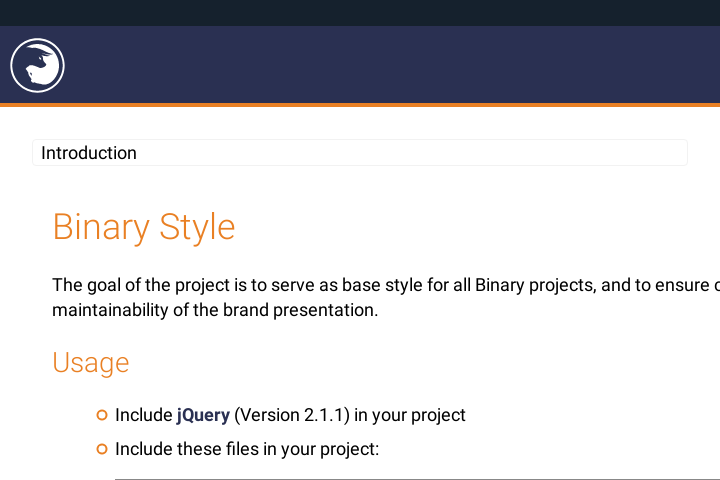 Introduction
Binary Style
The goal of the project is to serve as base style for all Binary projects, and to ensure
maintainability of the brand presentation.
Usage
Include jQuery (Version 2.1.1) in your project
Include these files in your project: